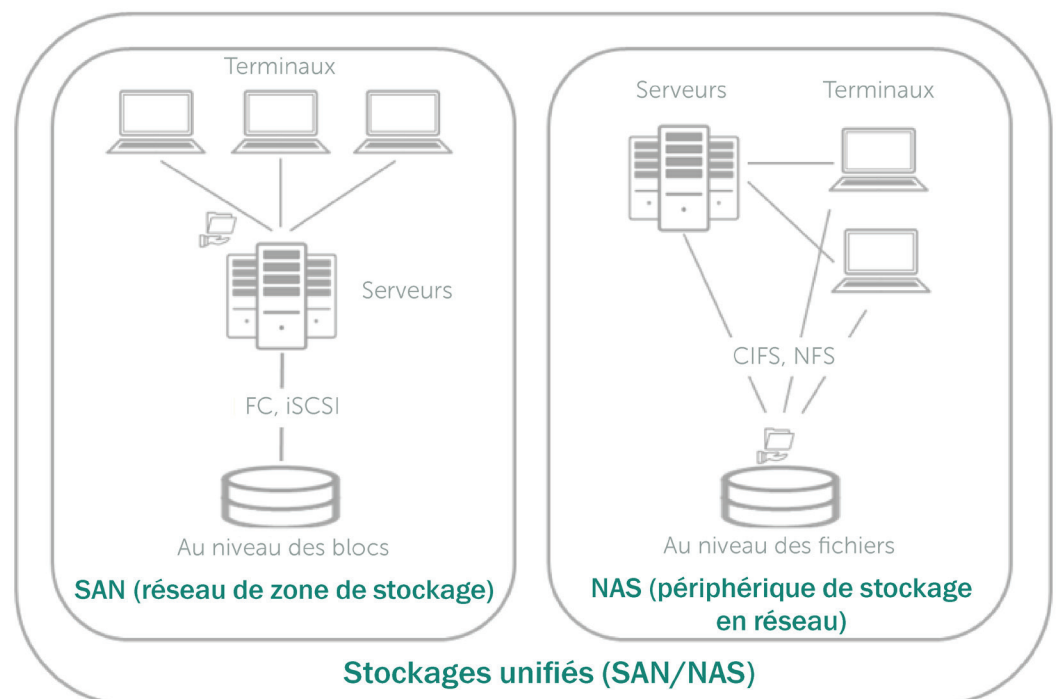 Terminaux
Serveurs
FC, iSCSI
Au niveau des blocs
SAN (réseau de zone de stockage)
Serveurs
Terminaux
CIFS, NFS
Au niveau des fichiers
NAS (périphérique de stockage
en réseau)
Stockages unifiés (SAN/NAS)